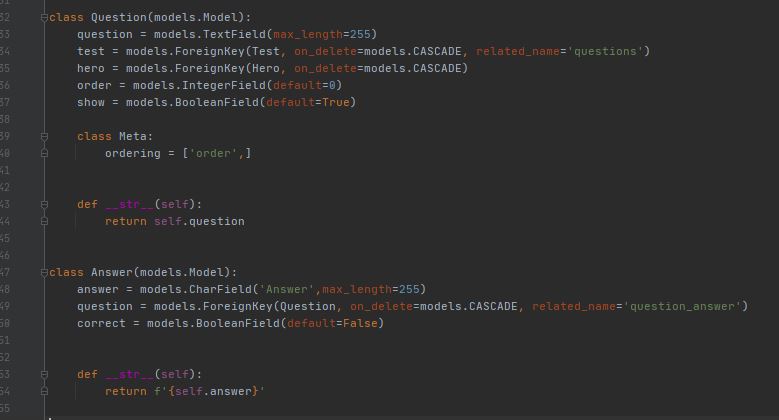 32 class Question(models.Model):
33     question = models.TextField(max_length=255)
34     test = models.ForeignKey(Test, on_delete=models.CASCADE, related_name='questions')
35     hero = models.ForeignKey(Hero, on_delete=models.CASCADE)
36     order = models.IntegerField(default=0)
37     show = models.BooleanField(default=True)
38
39     class Meta:
40         ordering = ['order',]
41
42
43     def __str__(self):
44         return self.question
45
46
47 class Answer(models.Model):
48     answer = models.CharField('Answer',max_length=255)
49     question = models.ForeignKey(Question, on_delete=models.CASCADE, related_name='question_answer')
50     correct = models.BooleanField(default=False)
51
52
53     def __str__(self):
54         return f'{self.answer}'
55